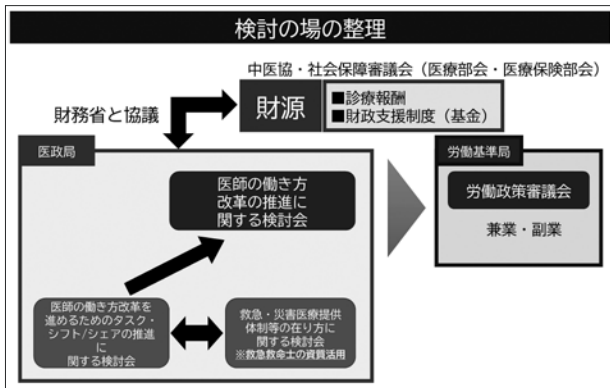 検討の場の整理
中医協・社会保障審議会（医療部会・医療保険部会）
財務省と協議
財源
■診療報酬
■財政支援制度（基金）
医政局
医師の働き方
改革の推進に
関する検討会
医師の働き方改革を
進めるためのタスク・
シフト/シェアの推進
に
関する検討会
救急・災害医療提供
体制等の在り方に
関する検討会
※救急救命士の資質活用
労働基準局
労働政策審議会
兼業・副業